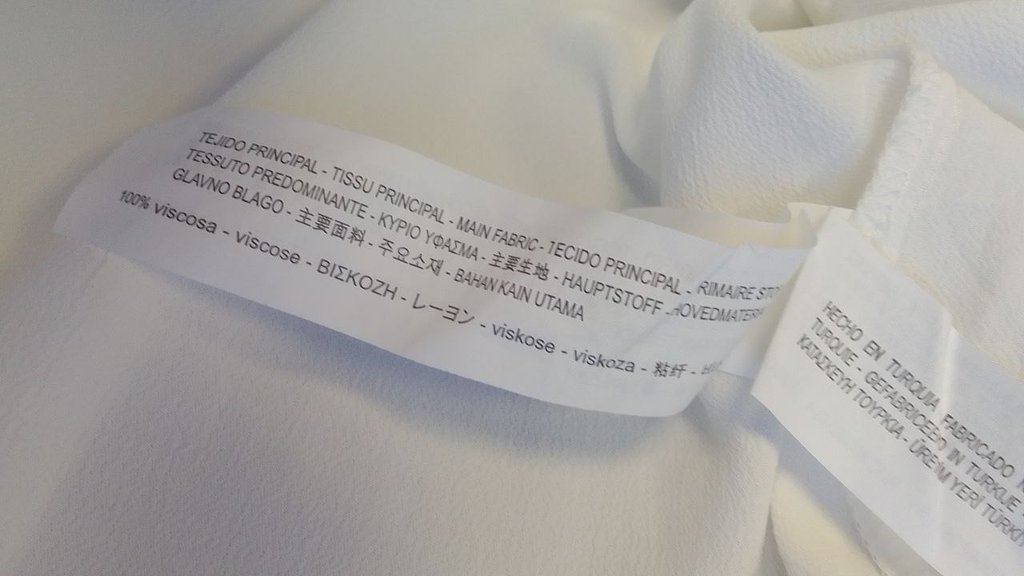 TEJIDO PRINCIPAL - TISSU PRINCIPAL - MAIN FABRIC - TECIDO PRINCIPAL - RIMAIRE
TESSUTO PREDOMINANTE - ΚΥΡΙΟ ΥΦΑΣΜΑ - 主要生地 - HAUPTSTOFF
GLAVNO BLAGO - 主要面料 - 주요소재 - BAHAN KAIN UTAMA
100% viscosa - viscose - ΒΙΣΚΟΖΗ - レーヨン - viskose - viskoza - 粘纤 -
HECHO EN TURQUIA FABRICADO
TURQUIE - GEFABRICEERD IN TURKIJE
ΚΑΤΑΣΚΕΥΗ ΤΟΥΡΚΙΑ - ÜRETİM YERİ